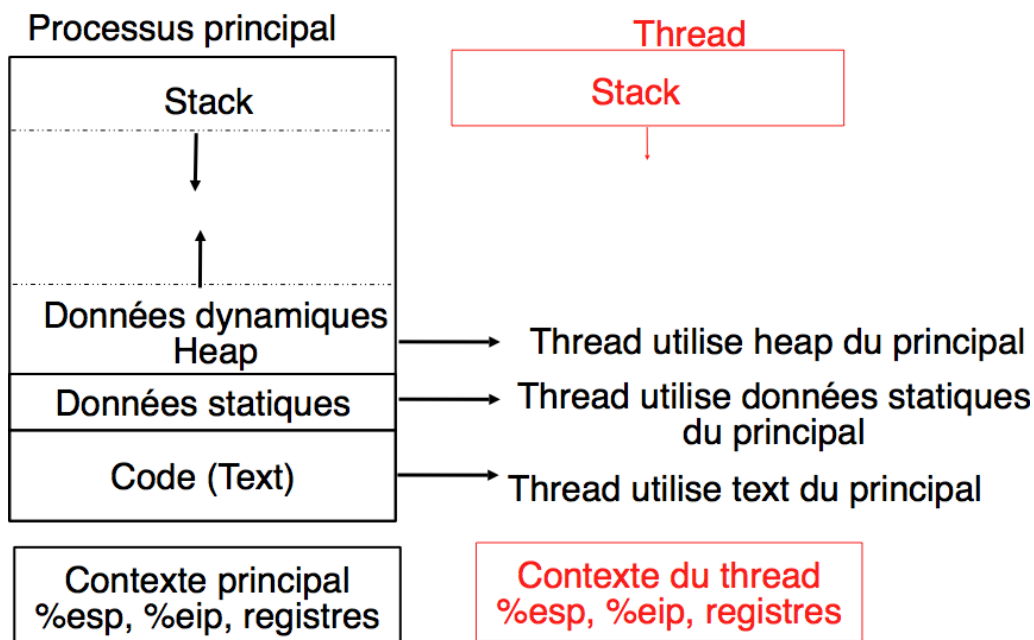 Processus principal
Thread
Stack
Stack
Données dynamiques
Heap
Thread utilise heap du principal
Données statiques
Thread utilise données statiques
du principal
Code (Text)
Thread utilise text du principal
Contexte principal
%esp, %eip, registres
Contexte du thread
%esp, %eip, registres